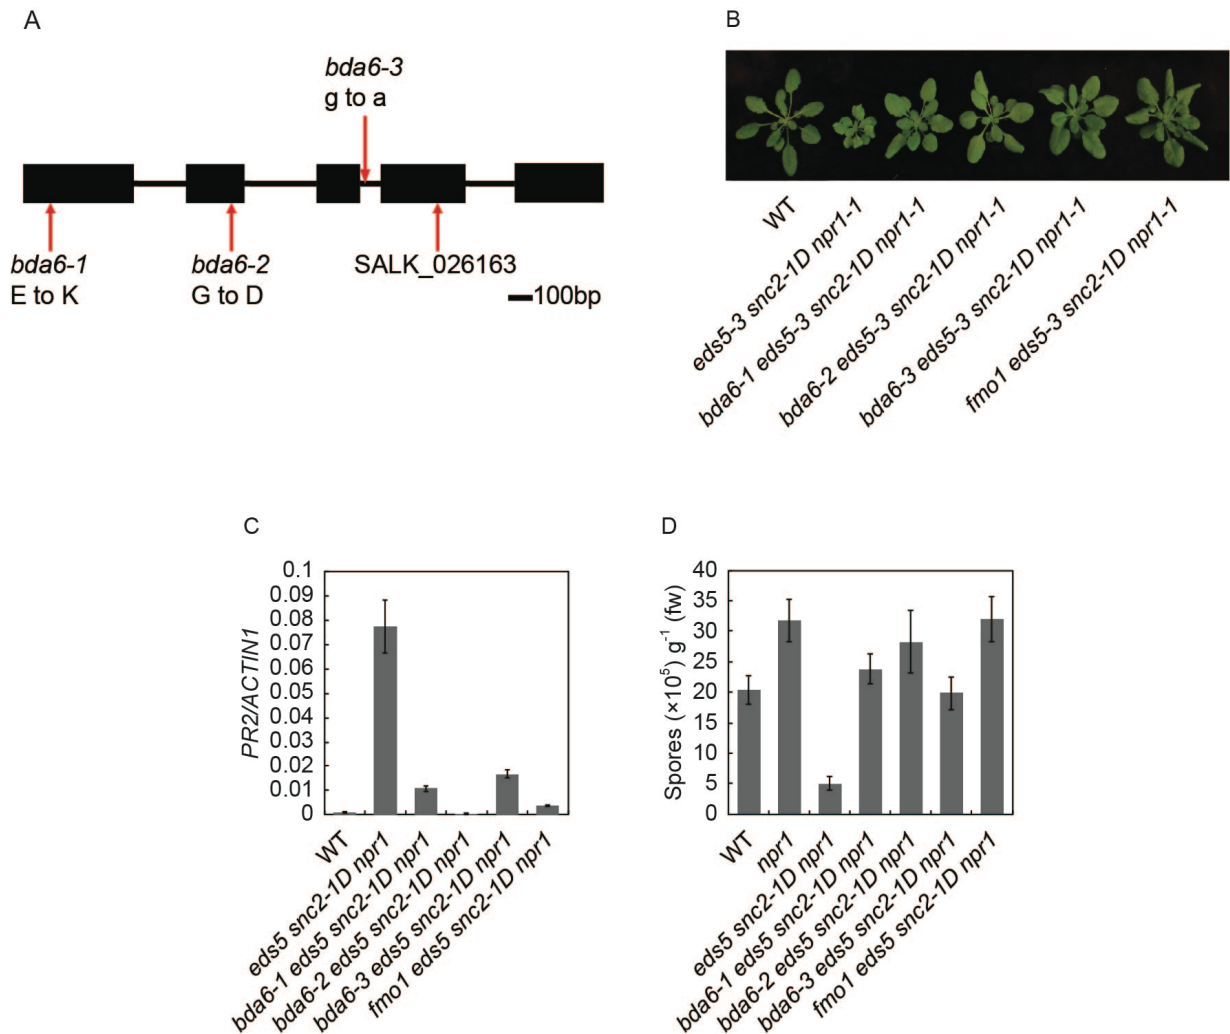 A
bda6-3
g to a
bda6-1
E to K
bda6-2
G to D
SALK_026163
100bp
B
WT
eds5-3 snc2-1D npr1-1
bda6-1 eds5-3 snc2-1D npr1-1
bda6-2 eds5-3 snc2-1D npr1-1
bda6-3 eds5-3 snc2-1D npr1-1
fmo1 eds5-3 snc2-1D npr1-1
C
PR2/ACTIN1
0.1
0.09
0.08
0.07
0.06
0.05
0.04
0.03
0.02
0.01
0
WT
eds5 snc2-1D npr1
bda6-1 eds5 snc2-1D npr1
bda6-2 eds5 snc2-1D npr1
bda6-3 eds5 snc2-1D npr1
fmo1 eds5 snc2-1D npr1
D
Spores (×10⁵) g⁻¹ (fw)
40
35
30
25
20
15
10
5
0
WT
npr1
eds5 snc2-1D npr1
bda6-1 eds5 snc2-1D npr1
bda6-2 eds5 snc2-1D npr1
bda6-3 eds5 snc2-1D npr1
fmo1 eds5 snc2-1D npr1